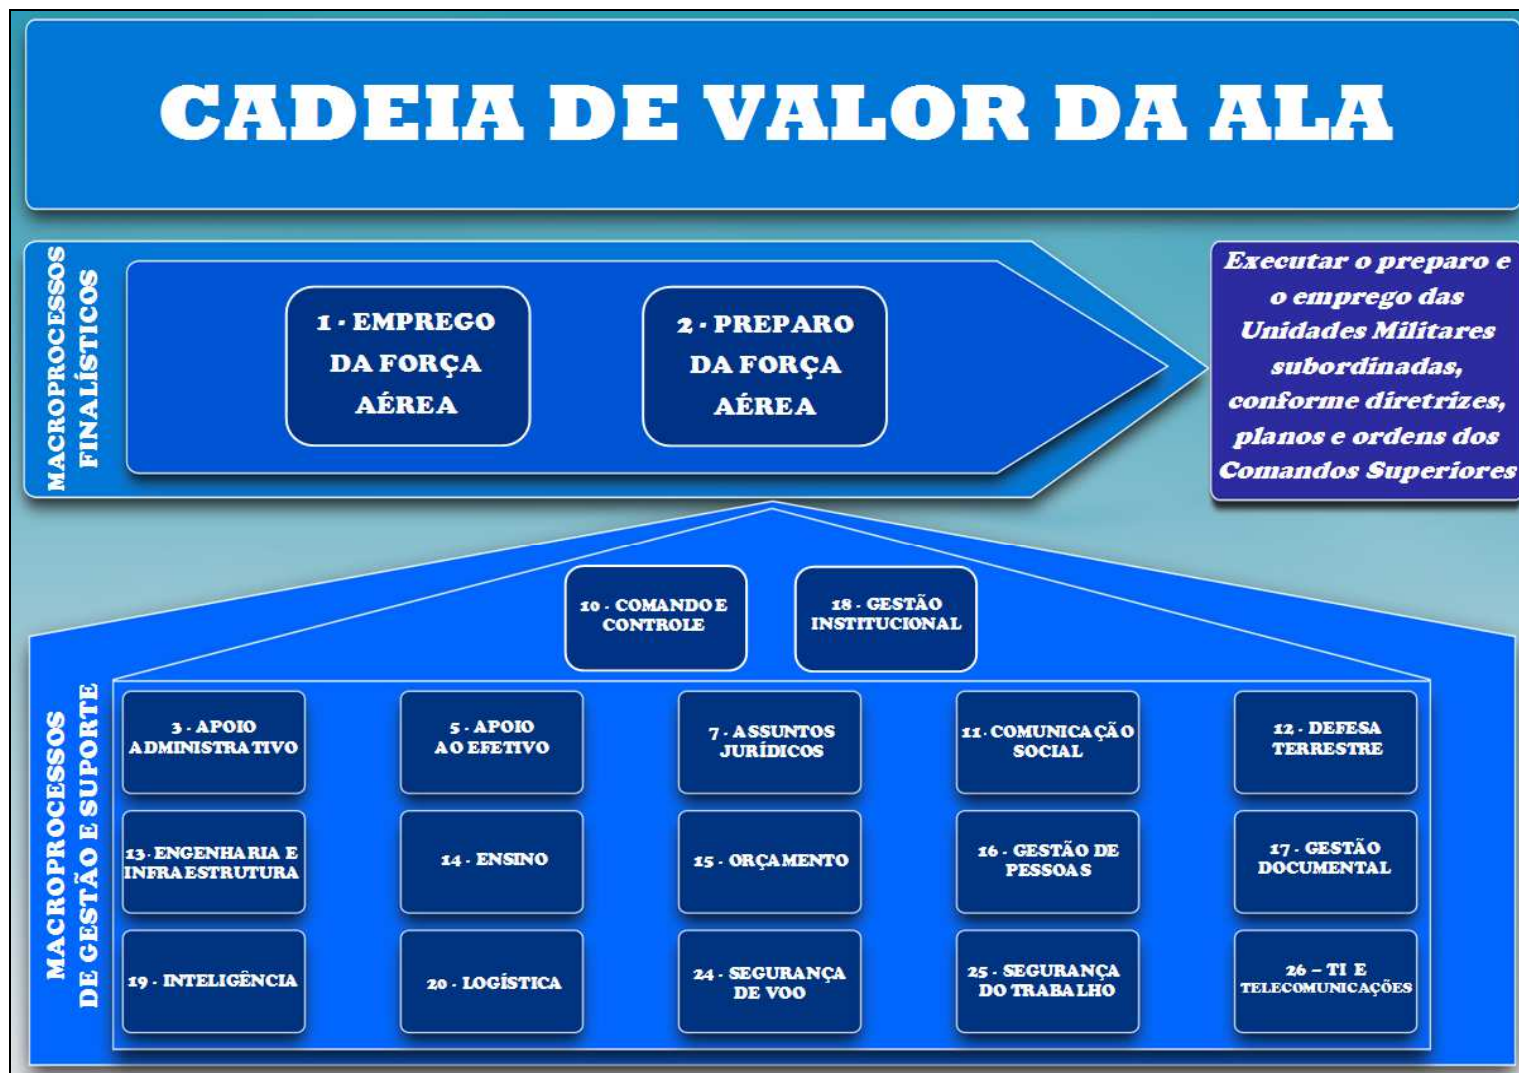 CADEIA DE VALOR DA ALA
MACROPROCESSOS
FINALÍSTICOS
1 - EMPREGO
DA FORÇA
AÉREA
2 - PREPARO
DA FORÇA
AÉREA
Executar o preparo e
o emprego das
Unidades Militares
subordinadas,
conforme diretrizes,
planos e ordens dos
Comandos Superiores
MACROPROCESSOS
DE GESTÃO E SUPORTE
10 - COMANDO E
CONTROLE
18 - GESTÃO
INSTITUCIONAL
3 - APOIO
ADMINISTRATIVO
5 - APOIO
AO EFETIVO
7 - ASSUNTOS
JURÍDICOS
11- COMUNICAÇÃO
SOCIAL
12 - DEFESA
TERRESTRE
13- ENGENHARIA E
INFRAESTRUTURA
14 - ENSINO
15 - ORÇAMENTO
16 - GESTÃO DE
PESSOAS
17 - GESTÃO
DOCUMENTAL
19 - INTELIGÊNCIA
20 - LOGÍSTICA
24 - SEGURANÇA
DE VOO
25 - SEGURANÇA
DO TRABALHO
26 – TI E
TELECOMUNICAÇÕES